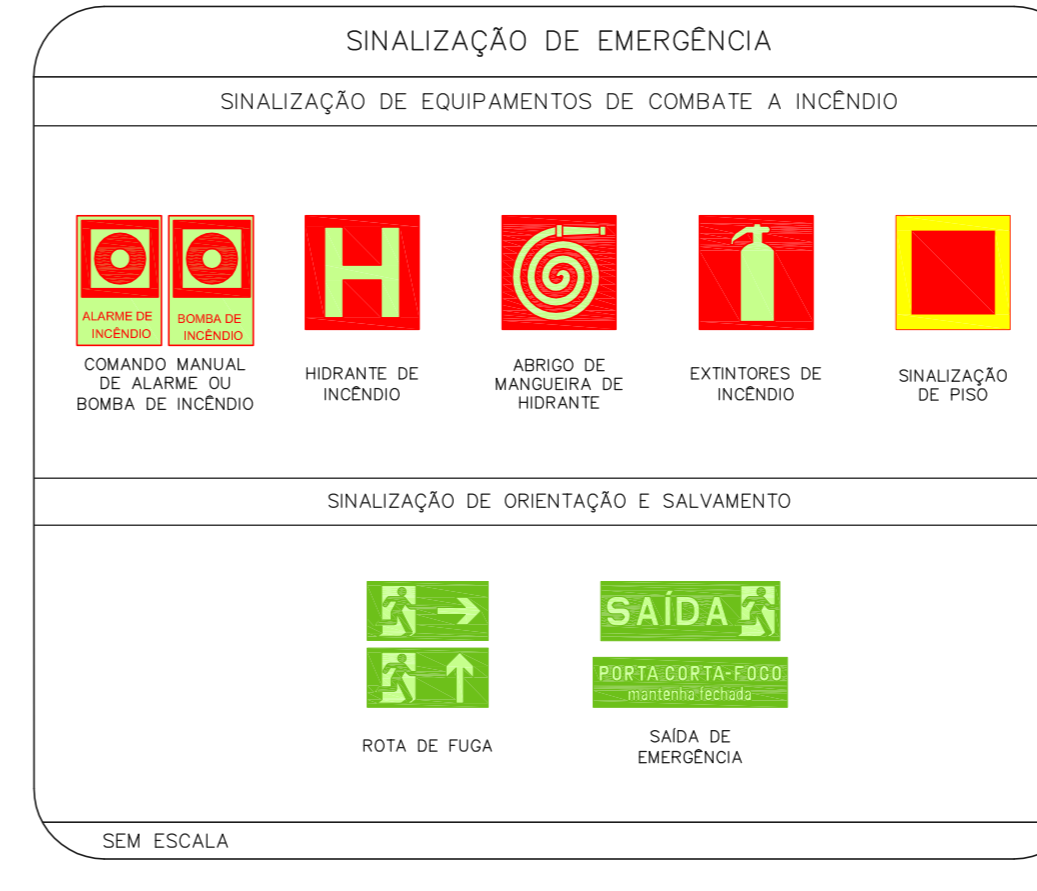 SINALIZAÇÃO DE EMERGÊNCIA
SINALIZAÇÃO DE EQUIPAMENTOS DE COMBATE A INCÊNDIO
ALARME DE
INCÊNDIO
BOMBA DE
INCÊNDIO
COMANDO MANUAL
DE ALARME OU
BOMBA DE INCÊNDIO
H
HIDRANTE DE
INCÊNDIO
ABRIGO DE
MANGUEIRA DE
HIDRANTE
EXTINTORES DE
INCÊNDIO
SINALIZAÇÃO
DE PISO
SINALIZAÇÃO DE ORIENTAÇÃO E SALVAMENTO
ROTA DE FUGA
SAÍDA
PORTA CORTA-FOGO
mantenha fechada
SAÍDA DE
EMERGÊNCIA
SEM ESCALA